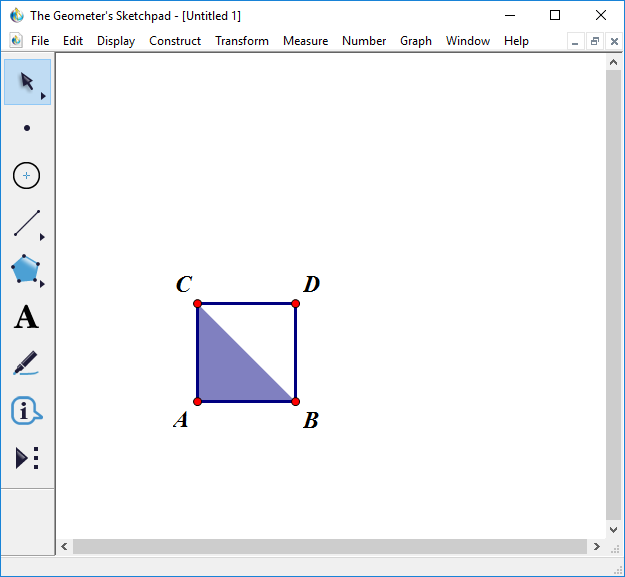 The Geometer's Sketchpad - [Untitled 1]
File Edit Display Construct Transform Measure Number Graph Window Help
A
C D
A B